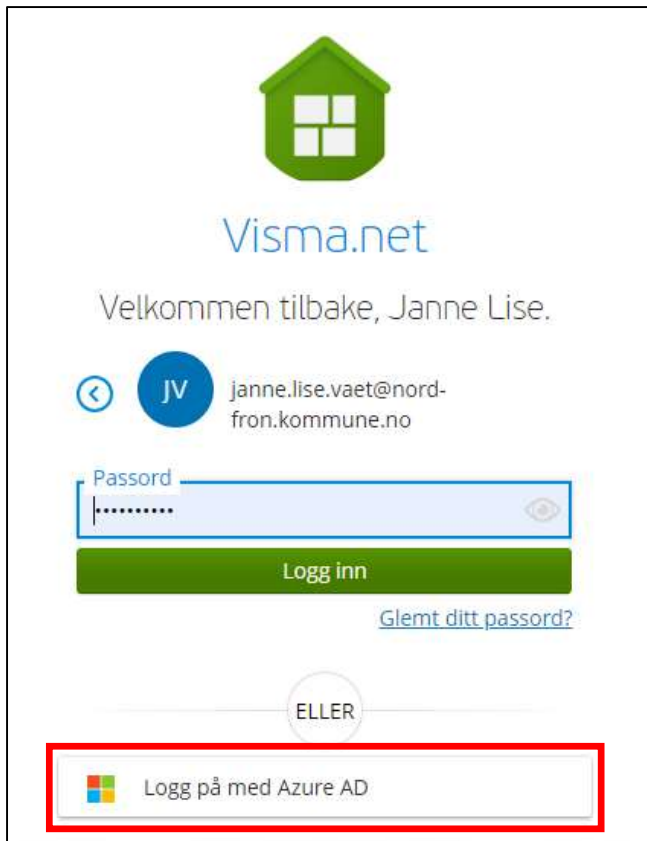 Visma.net
Velkommen tilbake, Janne Lise.
JV
janne.lise.vaet@nord-
fron.kommune.no
Passord
••••••••••
Logg inn
Glemt ditt passord?
ELLER
Logg på med Azure AD